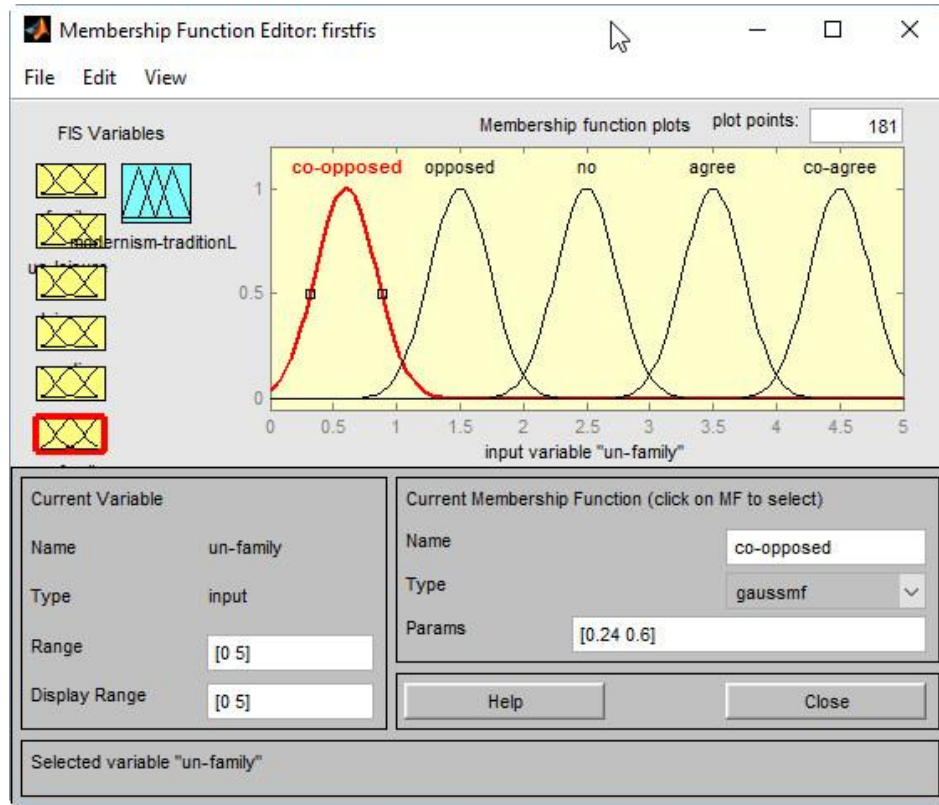 Membership Function Editor: firstfis
File Edit View
FIS Variables
Membership function plots plot points: 181
co-opposed opposed no agree co-agree
modernism-traditionL
1
0.5
0
0 0.5 1 1.5 2 2.5 3 3.5 4 4.5 5
input variable "un-family"
Current Variable
Name un-family
Type input
Range [0 5]
Display Range [0 5]
Current Membership Function (click on MF to select)
Name co-opposed
Type gaussmf
Params [0.24 0.6]
Help Close
Selected variable "un-family"